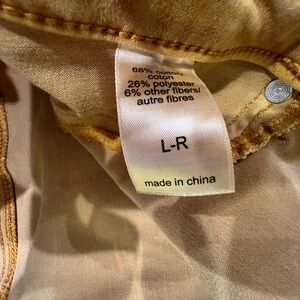 68% cotton/
coton
26% polyester
6% other fibers/
autre fibres
L-R
made in china